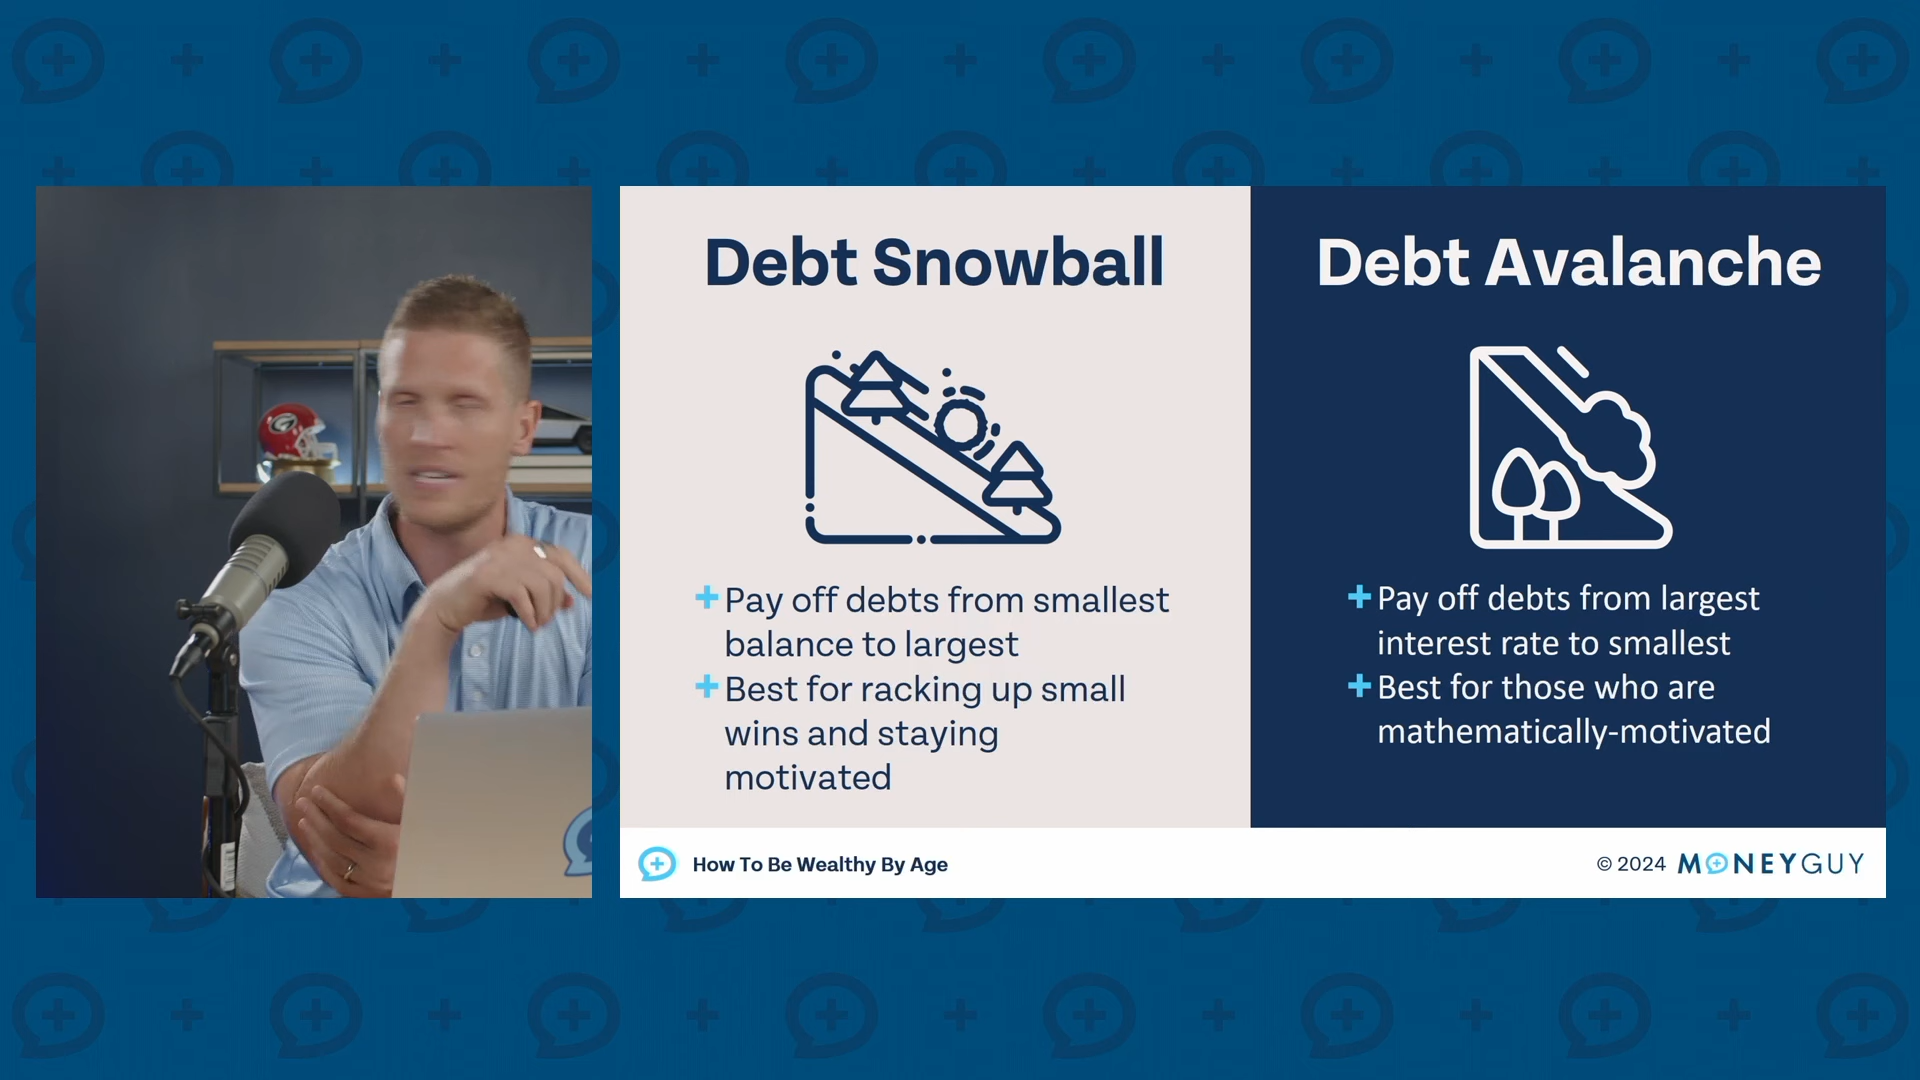 Debt Snowball
+Pay off debts from smallest
balance to largest
+Best for racking up small
wins and staying
motivated
Debt Avalanche
+Pay off debts from largest
interest rate to smallest
+Best for those who are
mathematically-motivated
How To Be Wealthy By Age
© 2024 MONEYGUY
G